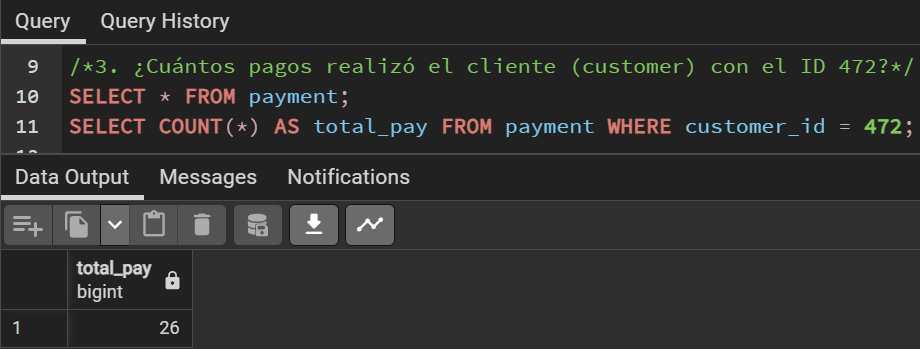 Query Query History
9 /*3. ¿Cuántos pagos realizó el cliente (customer) con el ID 472?*/
10 SELECT * FROM payment;
11 SELECT COUNT(*) AS total_pay FROM payment WHERE customer_id = 472;
Data Output Messages Notifications
total_pay
bigint
1 26